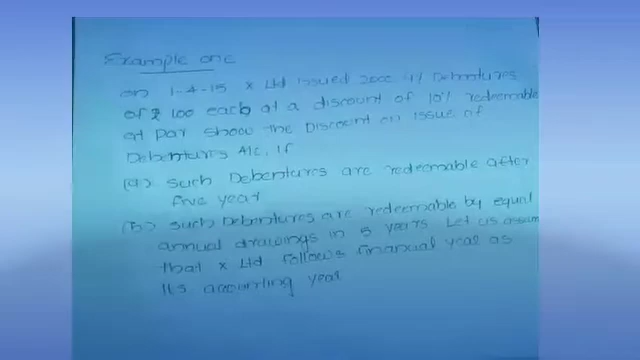 Example one
on 1-4-15 X Ltd issued 2000 9% Debentures
of ₹ 100 each at a discount of 10% redeemable
at par show the Discount on issue of
Debentures A/c, If
(a) such Debentures are redeemable after
five year
(b) such Debentures are redeemable by equal
annual drawings in 5 years Let us assum
that X Ltd follows financial year as
its accounting year